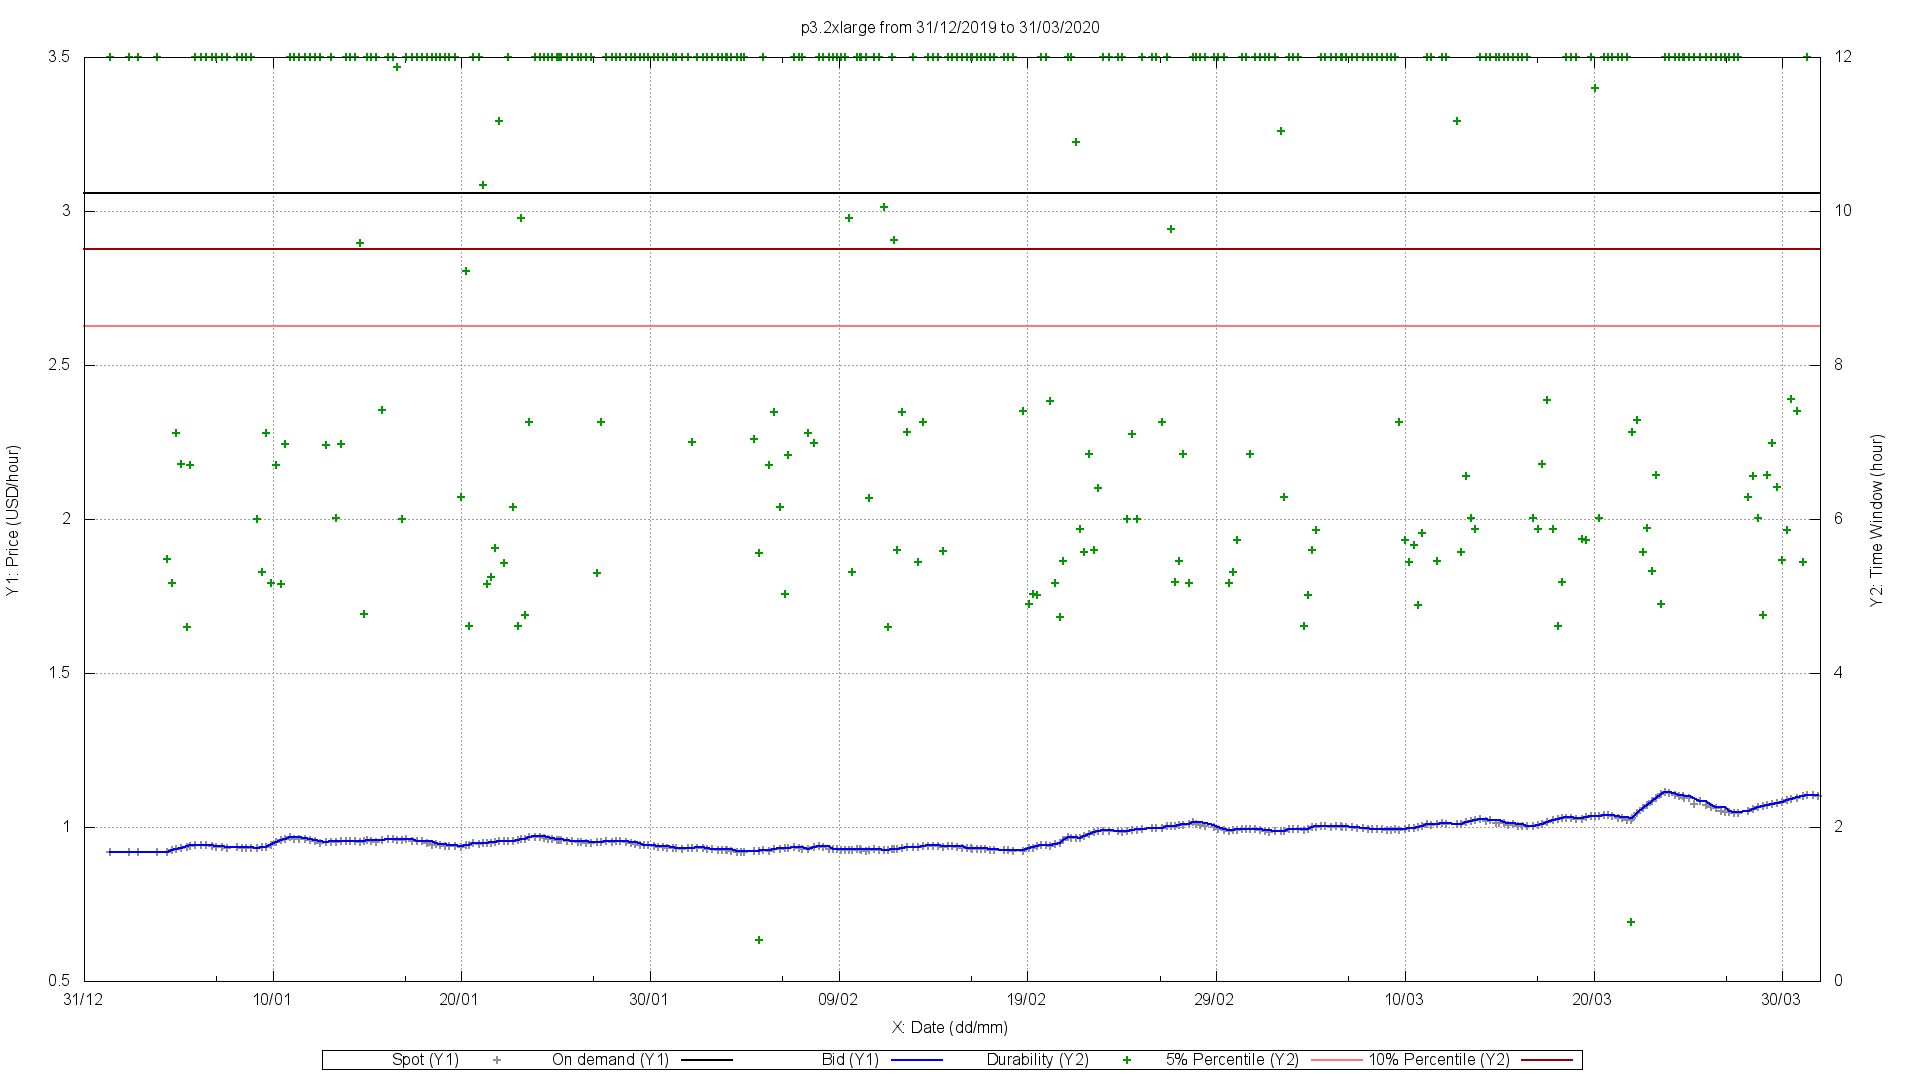 p3.2xlarge from 31/12/2019 to 31/03/2020
3.5
3
2.5
2
1.5
1
0.5
Y1: Price (USD/hour)
12
10
8
6
4
2
0
Y2: Time Window (hour)
31/12 10/01 20/01 30/01 09/02 19/02 29/02 10/03 20/03 30/03
X: Date (dd/mm)
Spot (Y1) On demand (Y1) Bid (Y1) Durability (Y2) 5% Percentile (Y2) 10% Percentile (Y2)